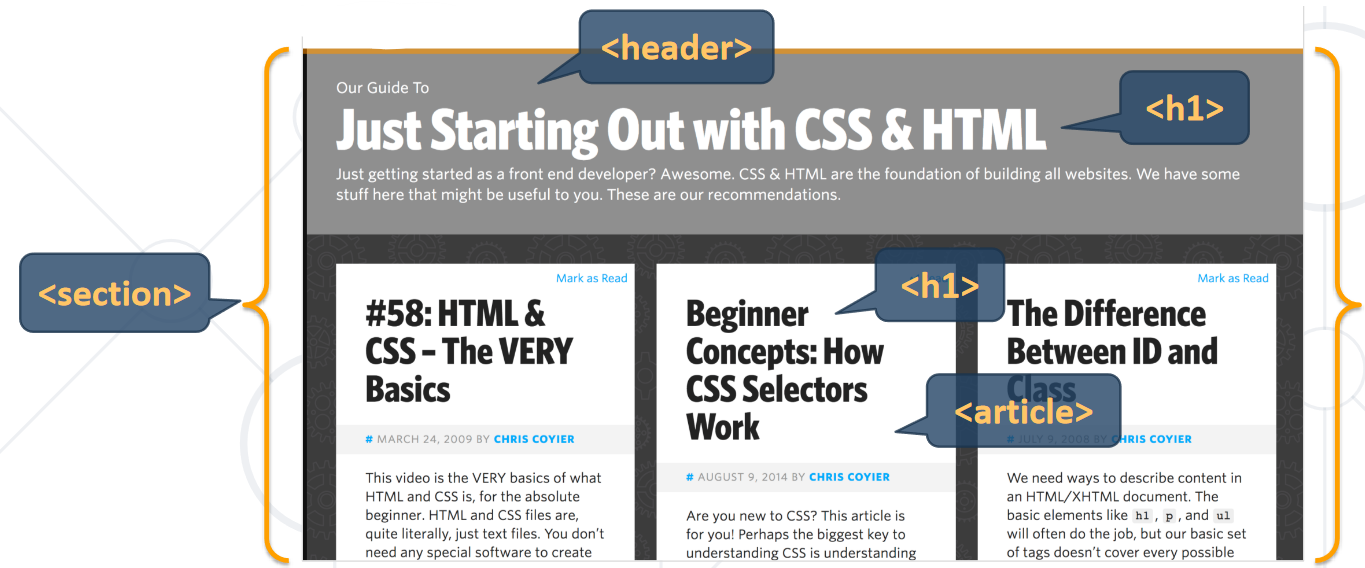 <header>
Our Guide To
Just Starting Out with CSS & HTML
<h1>
Just getting started as a front end developer? Awesome. CSS & HTML are the foundation of building all websites. We have some
stuff here that might be useful to you. These are our recommendations.
<section>
Mark as Read
#58: HTML &
CSS – The VERY
Basics
# MARCH 24, 2009 BY CHRIS COYIER
This video is the VERY basics of what
HTML and CSS is, for the absolute
beginner. HTML and CSS files are,
quite literally, just text files. You don't
need any special software to create
<h1>
Beginner
Concepts: How
CSS Selectors
Work
<article>
# AUGUST 9, 2014 BY CHRIS COYIER
Are you new to CSS? This article is
for you! Perhaps the biggest key to
understanding CSS is understanding
Mark as Read
The Difference
Between ID and
Class
# JULY 9, 2008 BY CHRIS COYIER
We need ways to describe content in
an HTML/XHTML document. The
basic elements like h1, p, and ul
will often do the job, but our basic set
of tags doesn't cover every possible